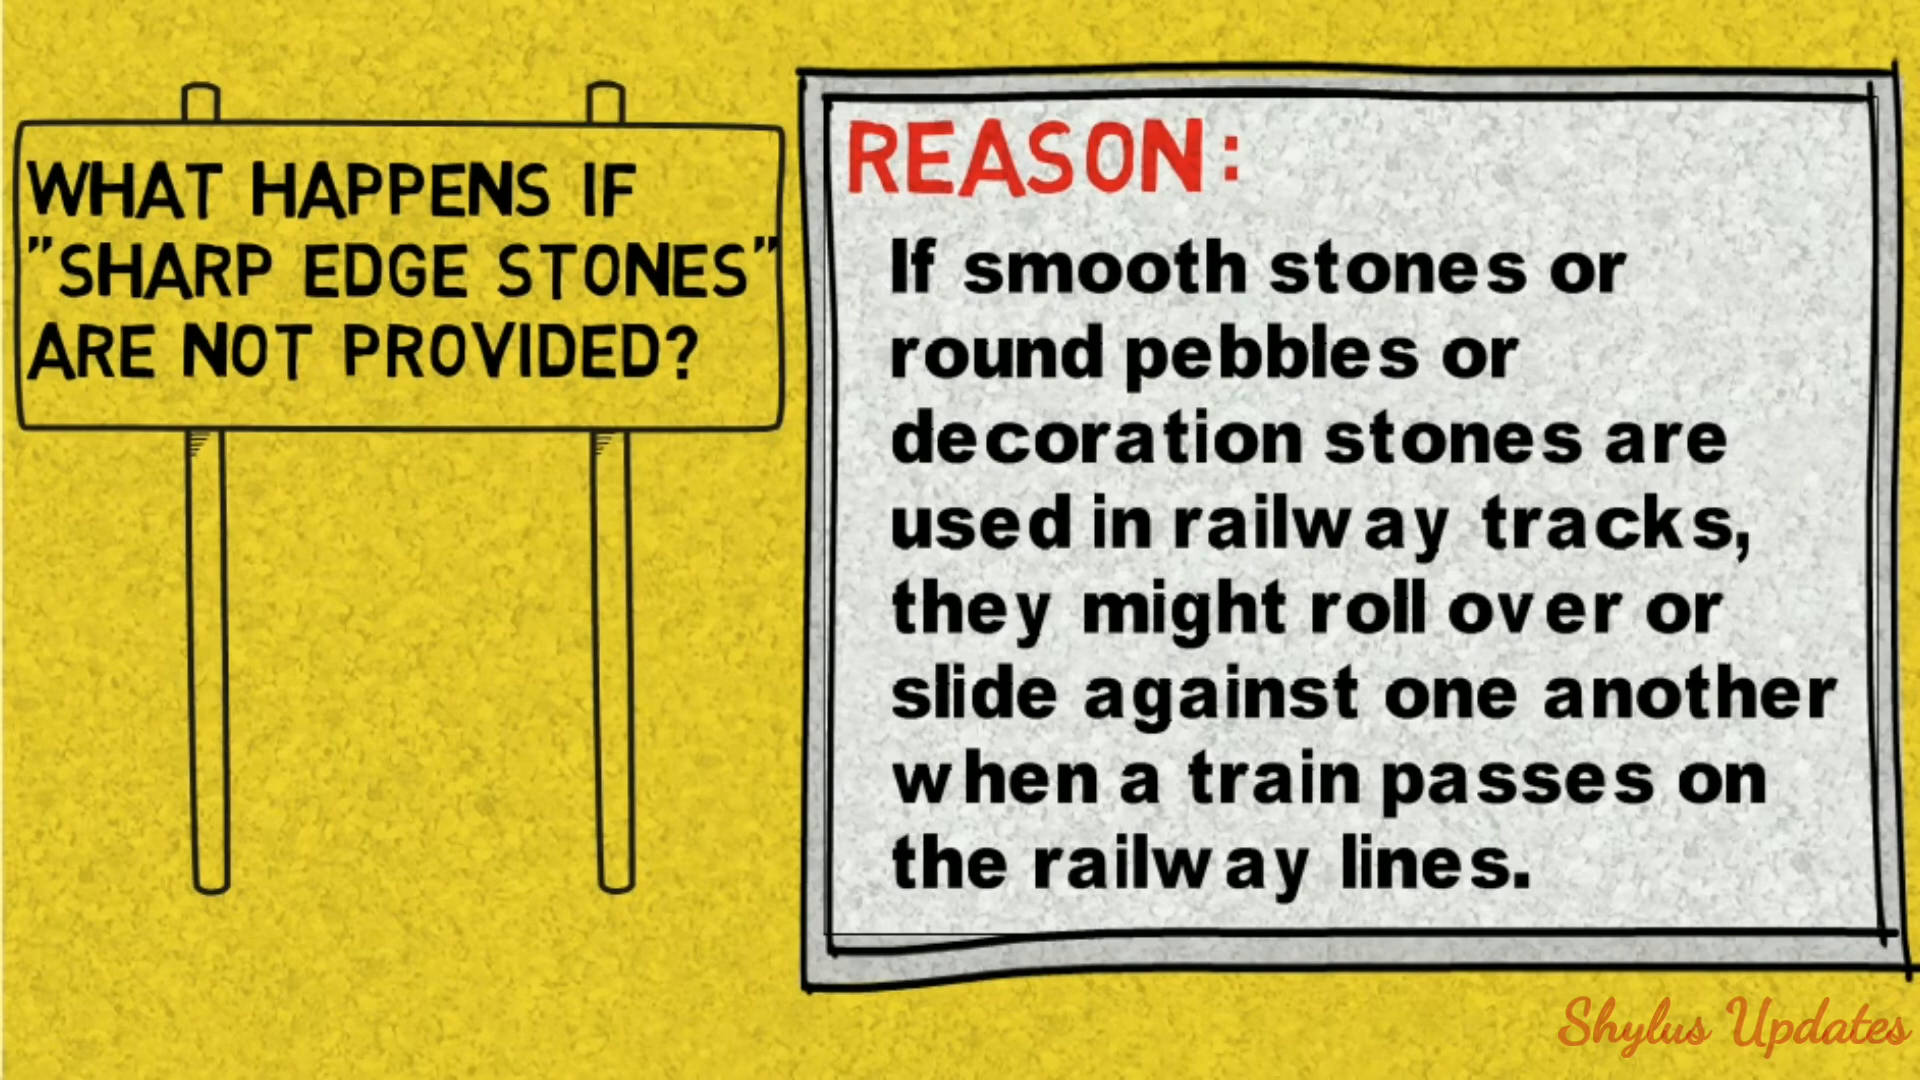 WHAT HAPPENS IF
"SHARP EDGE STONES"
ARE NOT PROVIDED?
REASON:
If smooth stones or
round pebbles or
decoration stones are
used in railway tracks,
they might roll over or
slide against one another
when a train passes on
the railway lines.
Shylus Updates